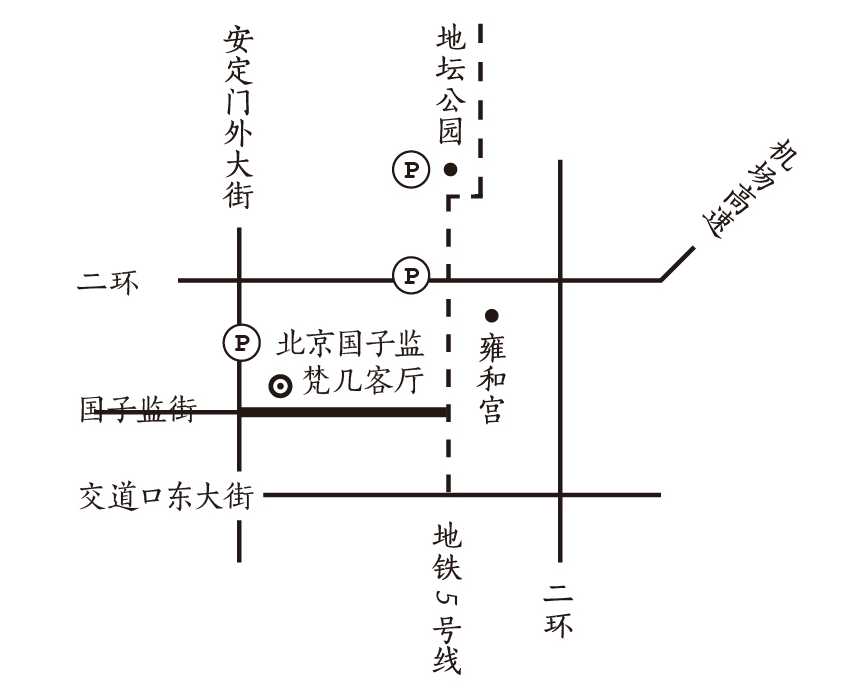 安定门外大街
地坛公园
P
机场高速
二环
P
P
北京国子监
梵几客厅
雍和宫
国子监街
交道口东大街
地铁5号线
二环